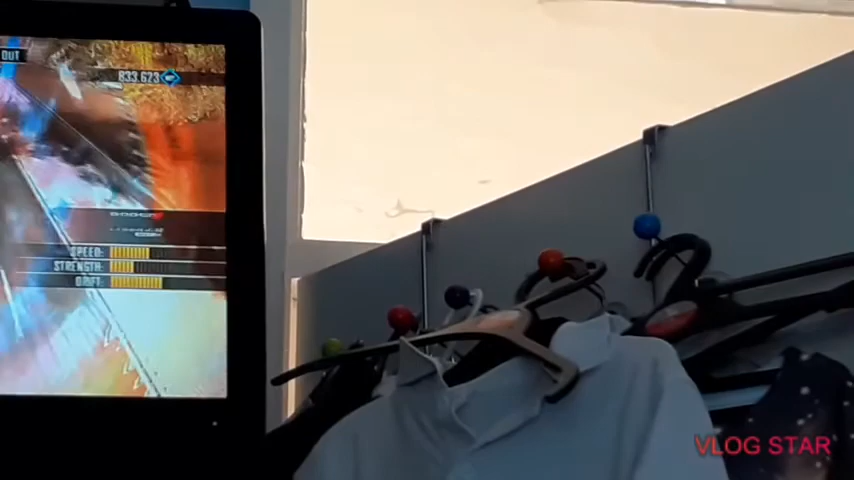 OUT
833,623
SPEED:
STRENGTH:
DRIFT:
VLOG STAR